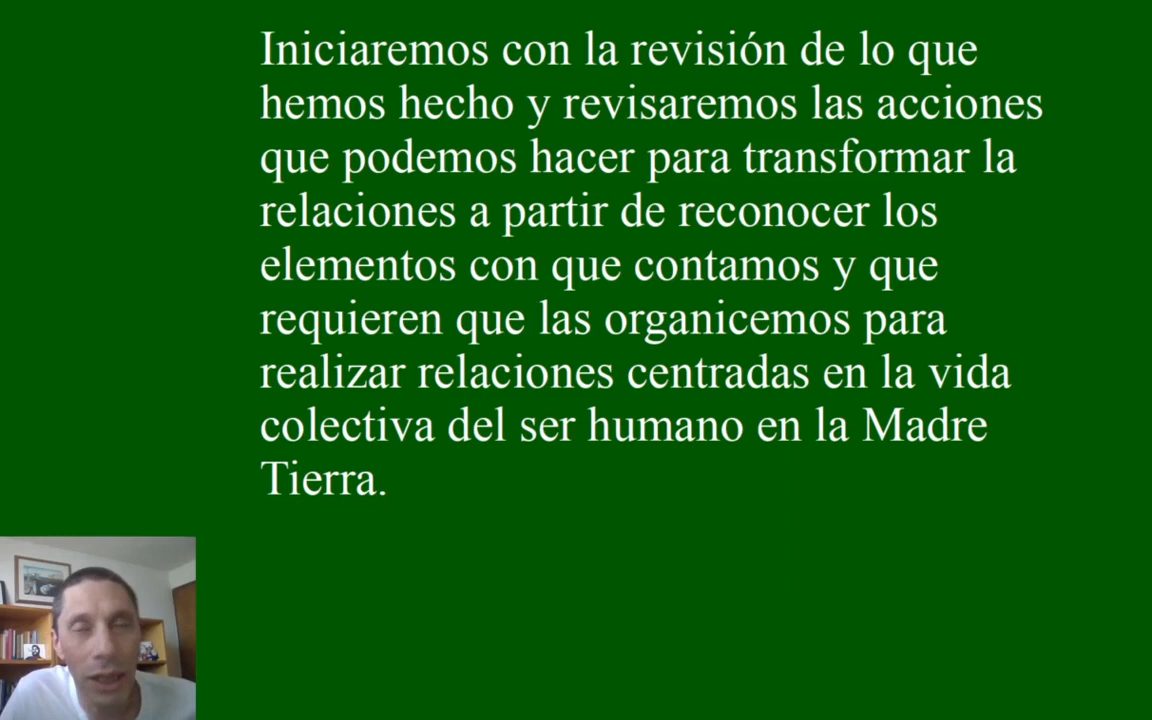 Iniciaremos con la revisión de lo que
hemos hecho y revisaremos las acciones
que podemos hacer para transformar la
relaciones a partir de reconocer los
elementos con que contamos y que
requieren que las organicemos para
realizar relaciones centradas en la vida
colectiva del ser humano en la Madre
Tierra.